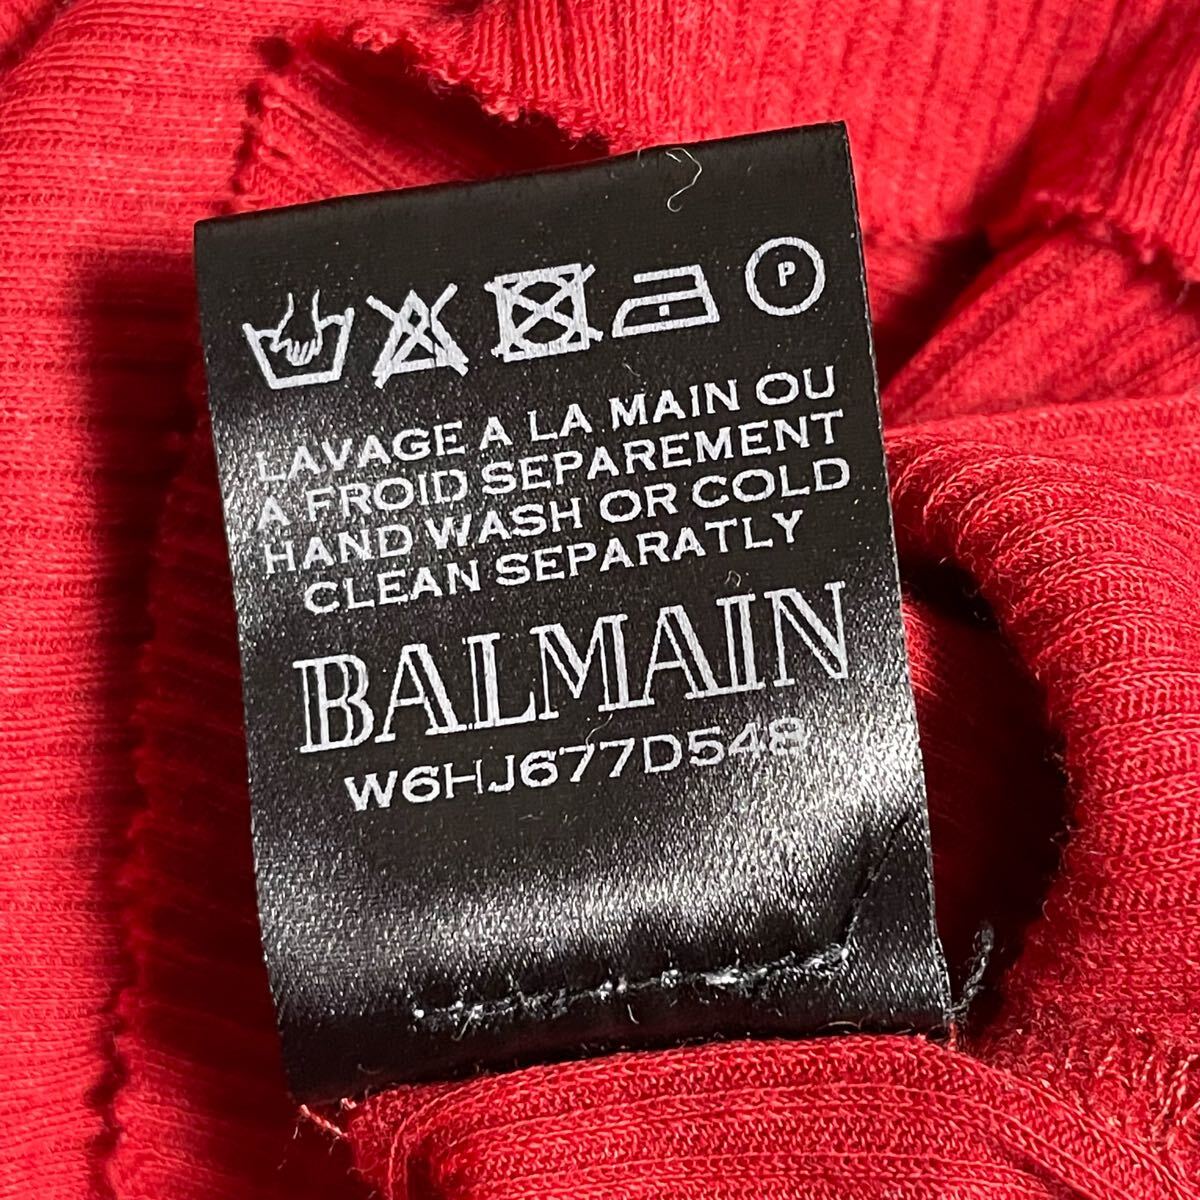 P
LAVAGE A LA MAIN OU
A FROID SEPAREMENT
HAND WASH OR COLD
CLEAN SEPARATLY
BALMAIN
W6HJ677D548